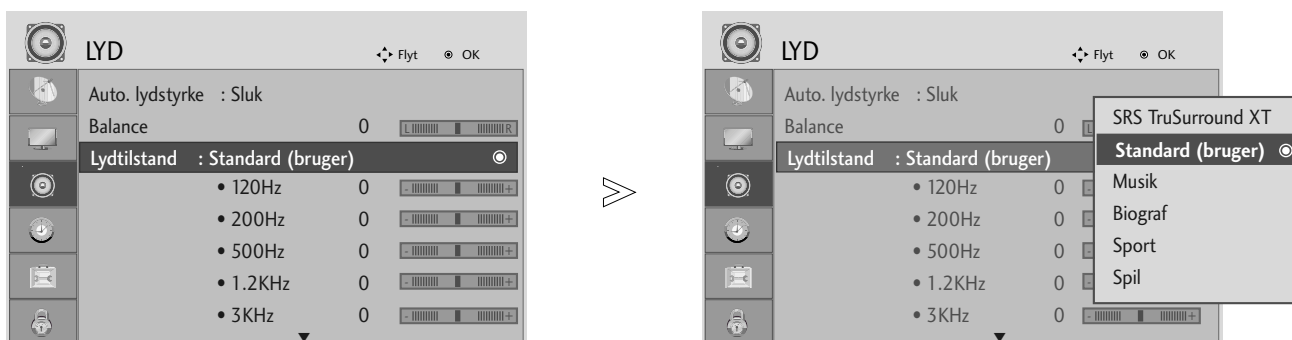 LYD Flyt OK
Auto. lydstyrke : Sluk
Balance 0 L R
Lydtilstand : Standard (bruger)
• 120Hz 0 - +
• 200Hz 0 - +
• 500Hz 0 - +
• 1.2KHz 0 - +
• 3KHz 0 - +
LYD Flyt OK
Auto. lydstyrke : Sluk
Balance 0 L
Lydtilstand : Standard (bruger)
• 120Hz 0 -
• 200Hz 0 -
• 500Hz 0 -
• 1.2KHz 0 -
• 3KHz 0 - +
SRS TruSurround XT
Standard (bruger)
Musik
Biograf
Sport
Spil